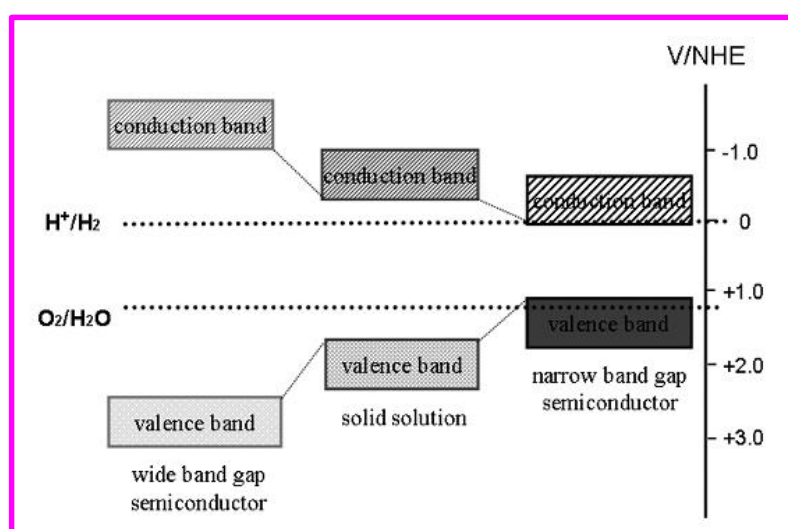 V/NHE
conduction band
conduction band
conduction band
-1.0
H⁺/H₂
0
+1.0
O₂/H₂O
valence band
valence band
valence band
+2.0
narrow band gap
semiconductor
solid solution
+3.0
wide band gap
semiconductor